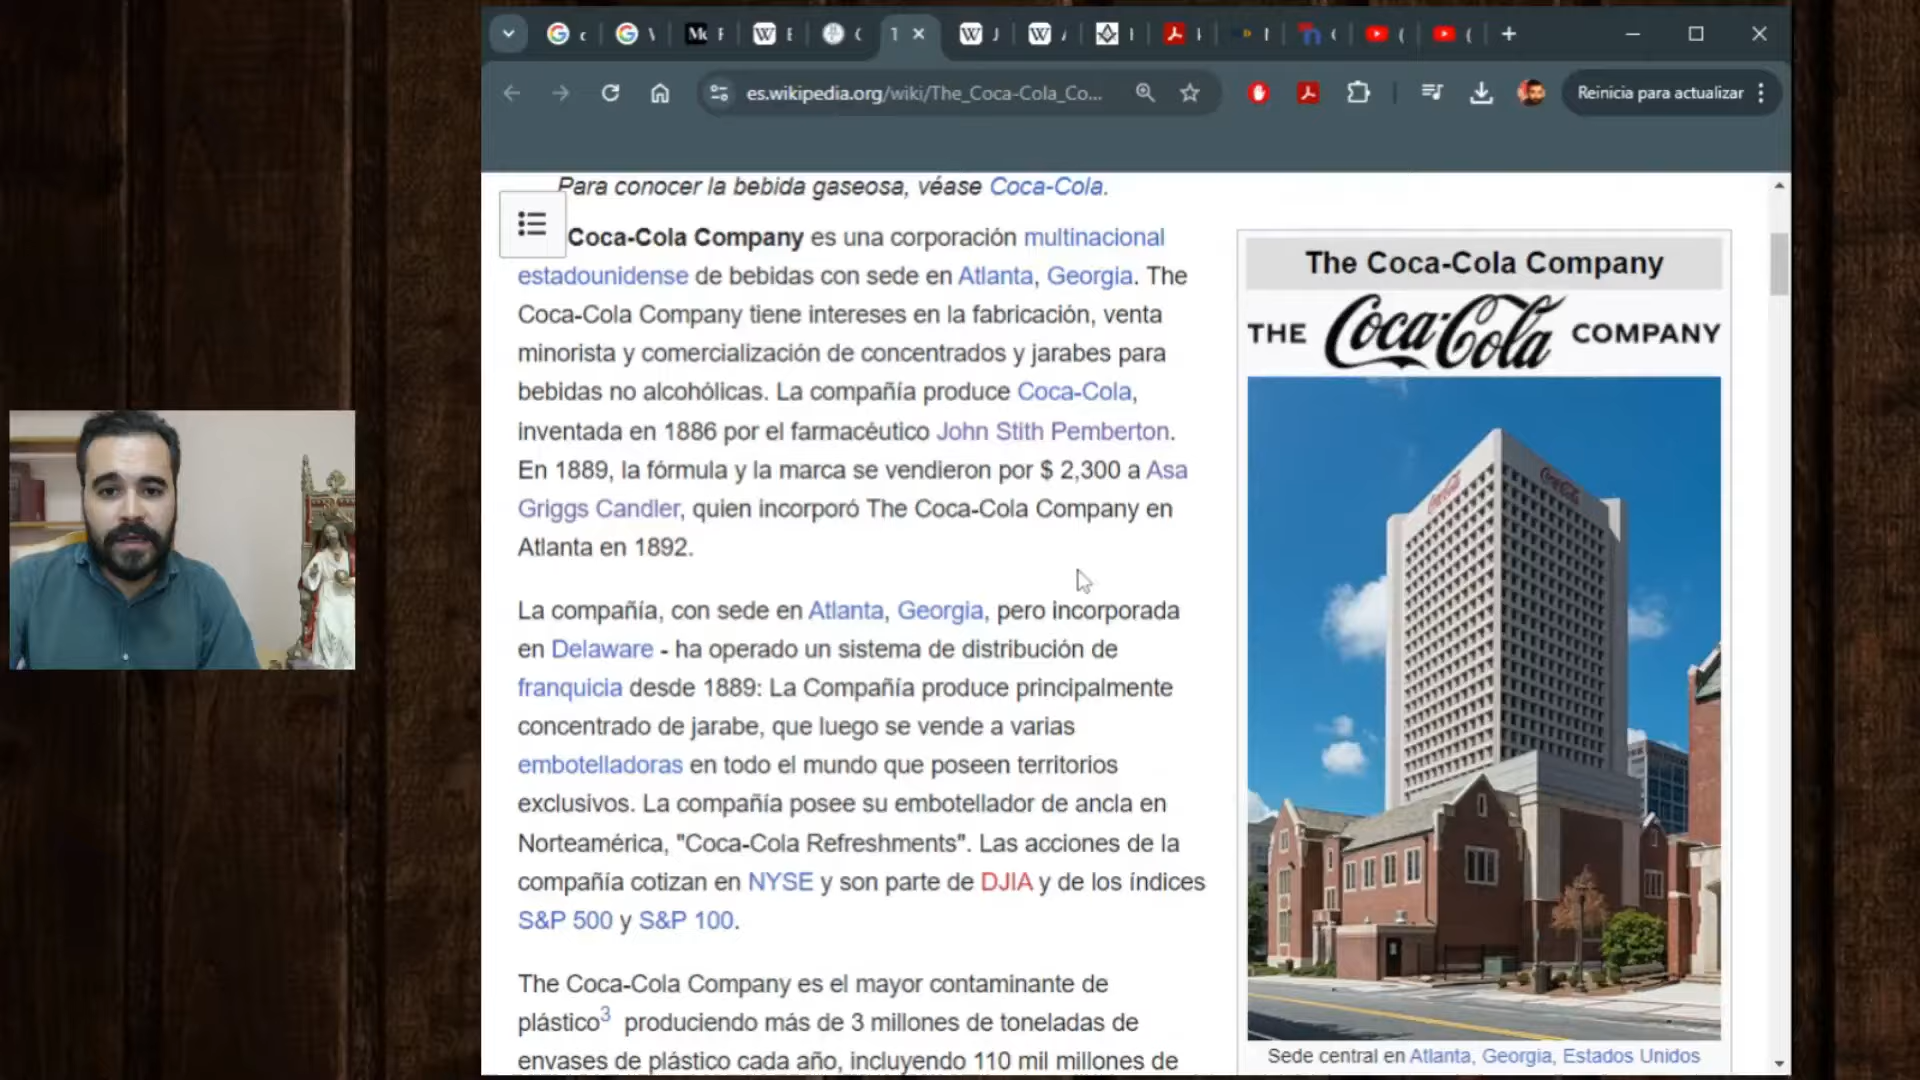 es.wikipedia.org/wiki/The_Coca-Cola_Co...
Reinicia para actualizar
Para conocer la bebida gaseosa, véase Coca-Cola.
Coca-Cola Company es una corporación multinacional
estadounidense de bebidas con sede en Atlanta, Georgia. The
Coca-Cola Company tiene intereses en la fabricación, venta
minorista y comercialización de concentrados y jarabes para
bebidas no alcohólicas. La compañía produce Coca-Cola,
inventada en 1886 por el farmacéutico John Stith Pemberton.
En 1889, la fórmula y la marca se vendieron por $ 2,300 a Asa
Griggs Candler, quien incorporó The Coca-Cola Company en
Atlanta en 1892.
La compañía, con sede en Atlanta, Georgia, pero incorporada
en Delaware - ha operado un sistema de distribución de
franquicia desde 1889: La Compañía produce principalmente
concentrado de jarabe, que luego se vende a varias
embotelladoras en todo el mundo que poseen territorios
exclusivos. La compañía posee su embotellador de ancla en
Norteamérica, "Coca-Cola Refreshments". Las acciones de la
compañía cotizan en NYSE y son parte de DJIA y de los índices
S&P 500 y S&P 100.
The Coca-Cola Company es el mayor contaminante de
plástico3 produciendo más de 3 millones de toneladas de
envases de plástico cada año, incluyendo 110 mil millones de
The Coca-Cola Company
THE Coca-Cola COMPANY
Coca-Cola
Coca-Cola
Sede central en Atlanta, Georgia, Estados Unidos